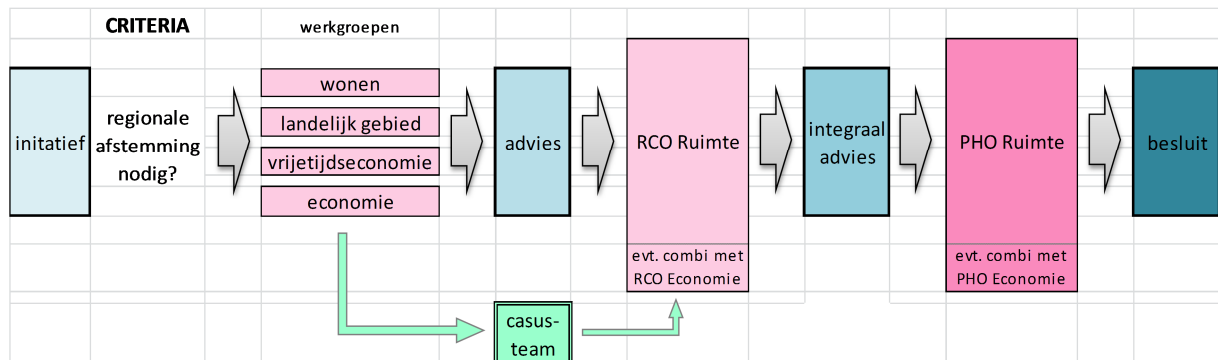 CRITERIA
werkgroepen
initatief
regionale
afstemming
nodig?
wonen
landelijk gebied
vrijetijdseconomie
economie
advies
RCO Ruimte
evt. combi met
RCO Economie
integraal
advies
PHO Ruimte
evt. combi met
PHO Economie
besluit
casus-
team